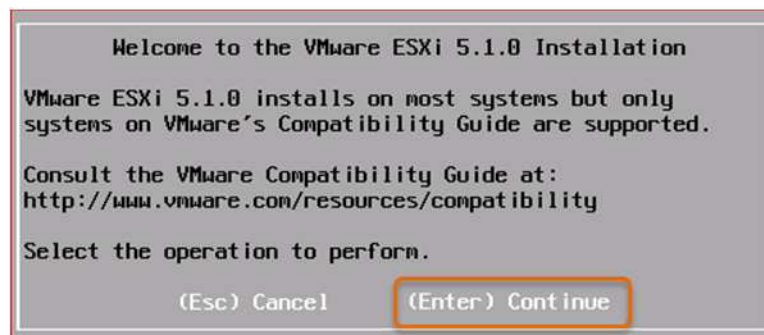 Welcome to the VMware ESXi 5.1.0 Installation
VMware ESXi 5.1.0 installs on most systems but only
systems on VMware's Compatibility Guide are supported.
Consult the VMware Compatibility Guide at:
http://www.vmware.com/resources/compatibility
Select the operation to perform.
(Esc) Cancel (Enter) Continue